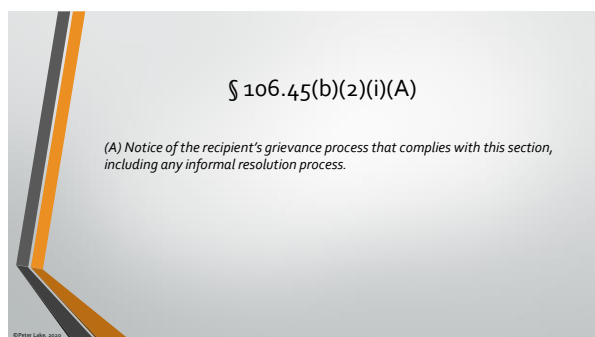 § 106.45(b)(2)(i)(A)
(A) Notice of the recipient's grievance process that complies with this section,
including any informal resolution process.
©Peter Lake, 2020